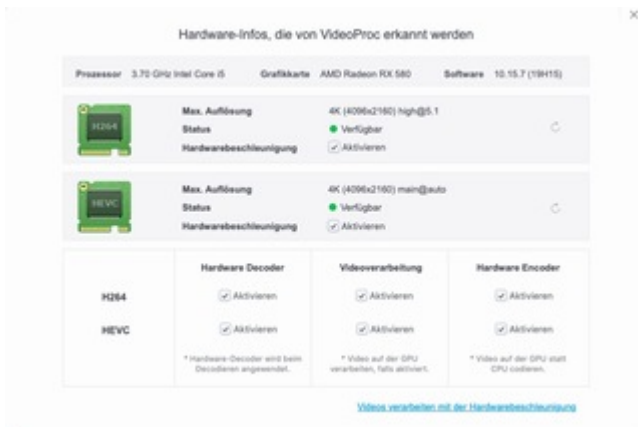 Hardware-Infos, die von VideoProc erkannt werden
Prozessor 3.70 GHz Intel Core i5 Grafikkarte AMD Radeon RX 580 Software 10.15.7 (19H15)
H264
Max. Auflösung 4K (4096x2160) high@5.1
Status Verfügbar
Hardwarebeschleunigung Aktivieren
HEVC
Max. Auflösung 4K (4096x2160) main@auto
Status Verfügbar
Hardwarebeschleunigung Aktivieren
Hardware Decoder Videoverarbeitung Hardware Encoder
H264 Aktivieren Aktivieren Aktivieren
HEVC Aktivieren Aktivieren Aktivieren
* Hardware-Decoder wird beim Decodieren angewendet.
* Video auf der GPU verarbeiten, falls aktiviert.
* Video auf der GPU statt CPU codieren.
Videos verarbeiten mit der Hardwarebeschleunigung